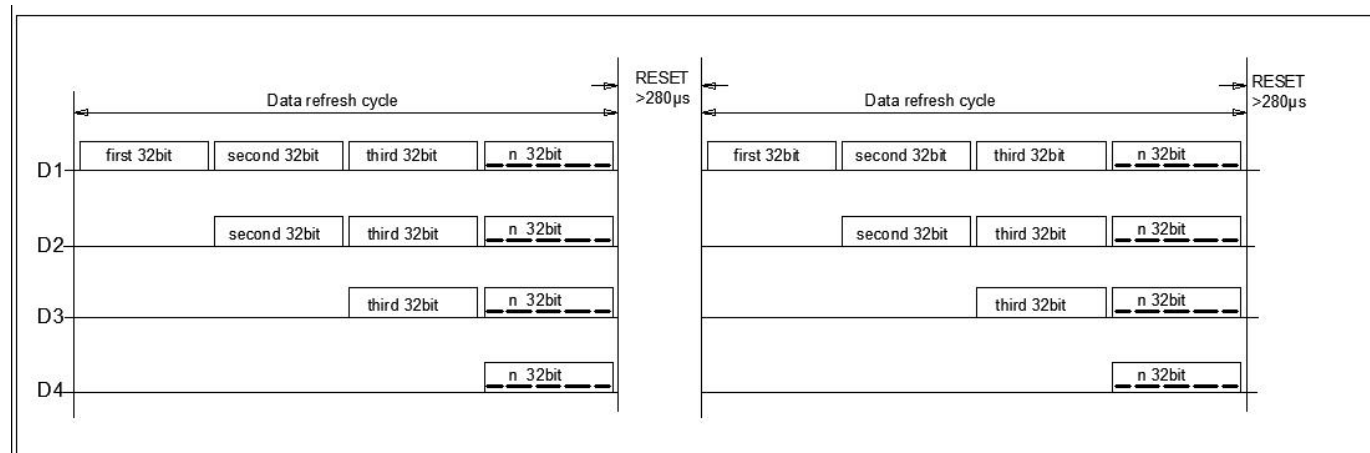 RESET
>280µs
RESET
>280µs
Data refresh cycle
Data refresh cycle
D1
first 32bit
second 32bit
third 32bit
n 32bit
first 32bit
second 32bit
third 32bit
n 32bit
D2
second 32bit
third 32bit
n 32bit
second 32bit
third 32bit
n 32bit
D3
third 32bit
n 32bit
third 32bit
n 32bit
D4
n 32bit
n 32bit